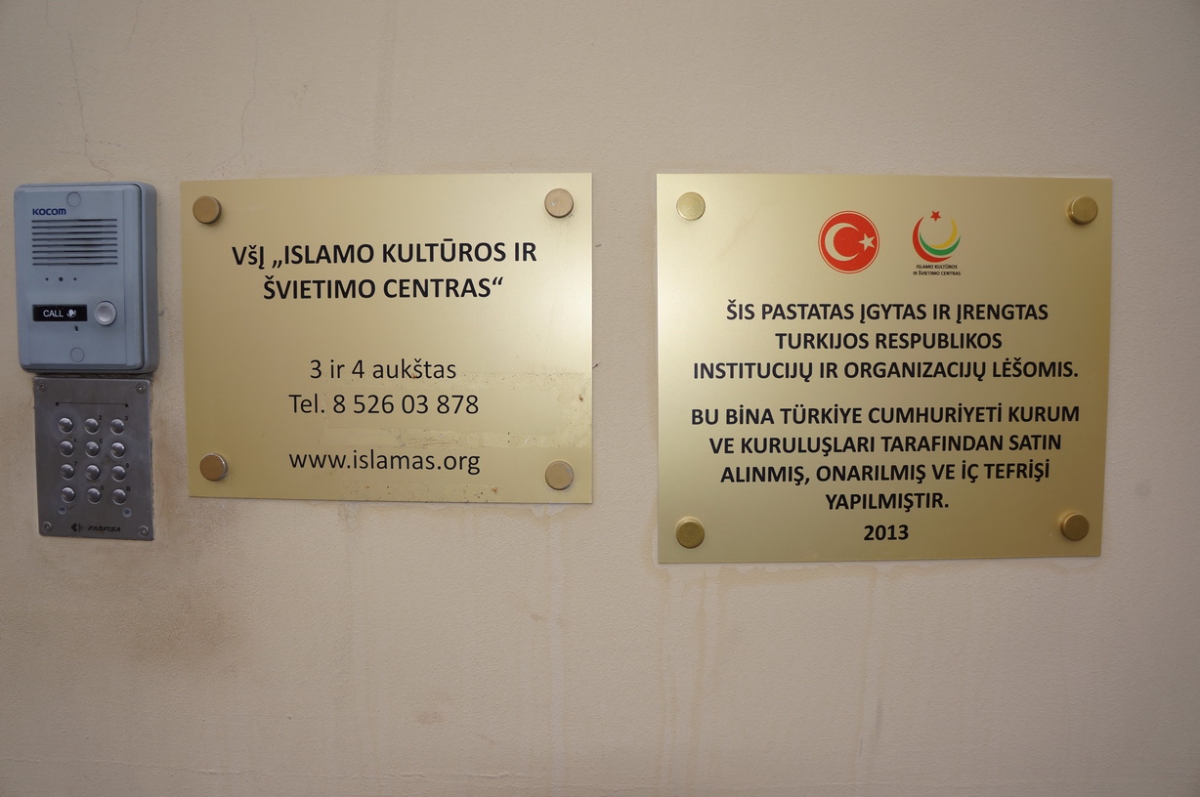 KOCOM
CALL
VšĮ „ISLAMO KULTŪROS IR
ŠVIETIMO CENTRAS“
3 ir 4 aukštas
Tel. 8 526 03 878
www.islamas.org
ISLAMO KULTŪROS
IR ŠVIETIMO CENTRAS
ŠIS PASTATAS ĮGYTAS IR ĮRENGTAS
TURKIJOS RESPUBLIKOS
INSTITUCIJŲ IR ORGANIZACIJŲ LĖŠOMIS.
BU BİNA TÜRKİYE CUMHURİYETİ KURUM
VE KURULUŞLARI TARAFINDAN SATIN
ALINMIŞ, ONARILMIŞ VE İÇ TEFRİŞİ
YAPILMIŞTIR.
2013